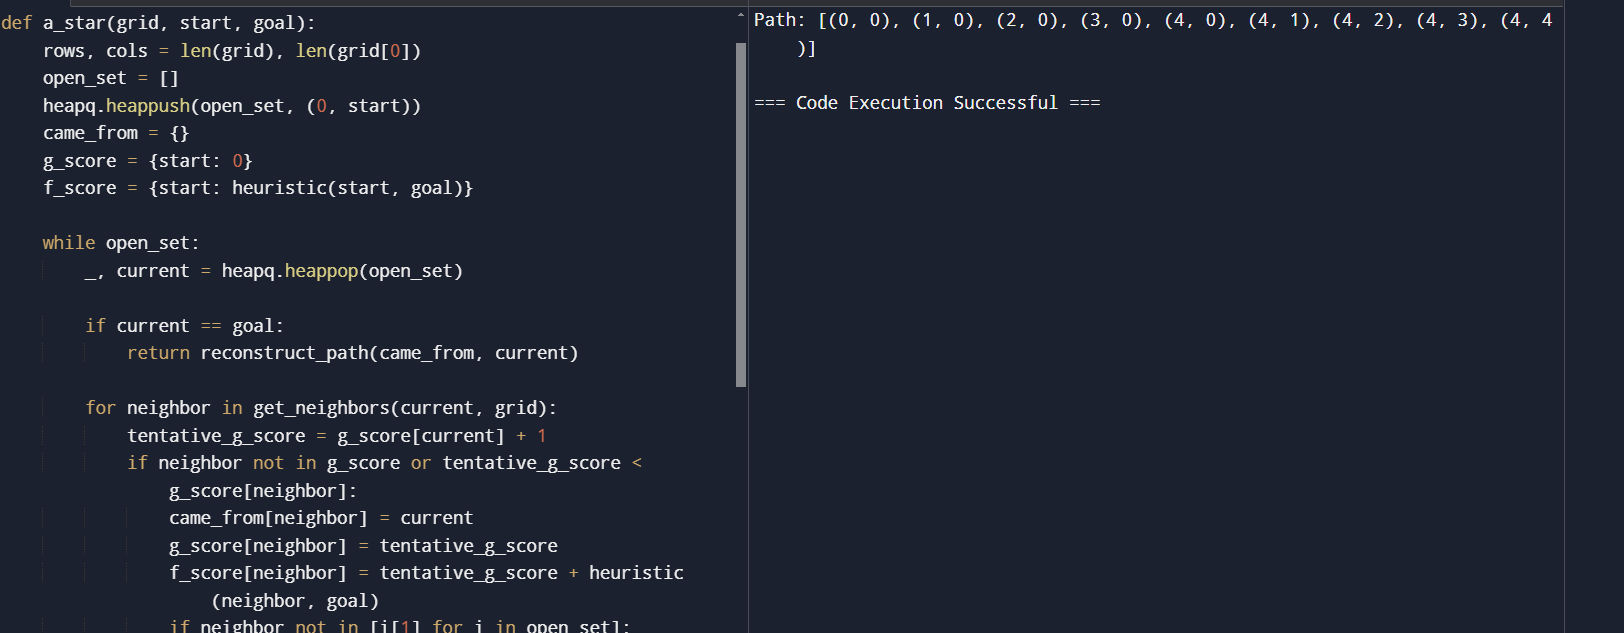 def a_star(grid, start, goal):
    rows, cols = len(grid), len(grid[0])
    open_set = []
    heapq.heappush(open_set, (0, start))
    came_from = {}
    g_score = {start: 0}
    f_score = {start: heuristic(start, goal)}
    while open_set:
        _, current = heapq.heappop(open_set)
        if current == goal:
            return reconstruct_path(came_from, current)
        for neighbor in get_neighbors(current, grid):
            tentative_g_score = g_score[current] + 1
            if neighbor not in g_score or tentative_g_score <
                g_score[neighbor]:
                came_from[neighbor] = current
                g_score[neighbor] = tentative_g_score
                f_score[neighbor] = tentative_g_score + heuristic
                    (neighbor, goal)
                if neighbor not in [i[1] for i in open_set]:
Path: [(0, 0), (1, 0), (2, 0), (3, 0), (4, 0), (4, 1), (4, 2), (4, 3), (4, 4
    )]
=== Code Execution Successful ===